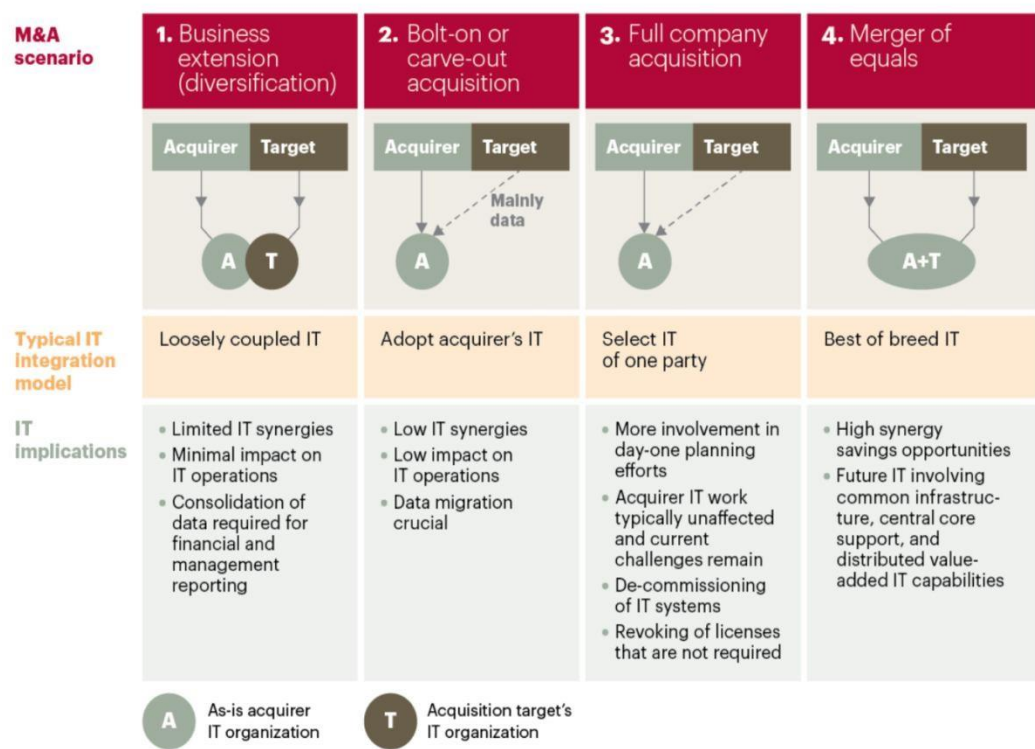 M&A
scenario
1. Business
extension
(diversification)
2. Bolt-on or
carve-out
acquisition
3. Full company
acquisition
4. Merger of
equals
Acquirer Target
Acquirer Target
Acquirer Target
Acquirer Target
Mainly
data
A T
A
A
A+T
Typical IT
integration
model
Loosely coupled IT
Adopt acquirer's IT
Select IT
of one party
Best of breed IT
IT
implications
• Limited IT synergies
• Minimal impact on
IT operations
• Consolidation of
data required for
financial and
management
reporting
• Low IT synergies
• Low impact on
IT operations
• Data migration
crucial
• More involvement in
day-one planning
efforts
• Acquirer IT work
typically unaffected
and current
challenges remain
• De-commissioning
of IT systems
• Revoking of licenses
that are not required
• High synergy
savings opportunities
• Future IT involving
common infrastruc-
ture, central core
support, and
distributed value-
added IT capabilities
A
As-is acquirer
IT organization
T
Acquisition target's
IT organization